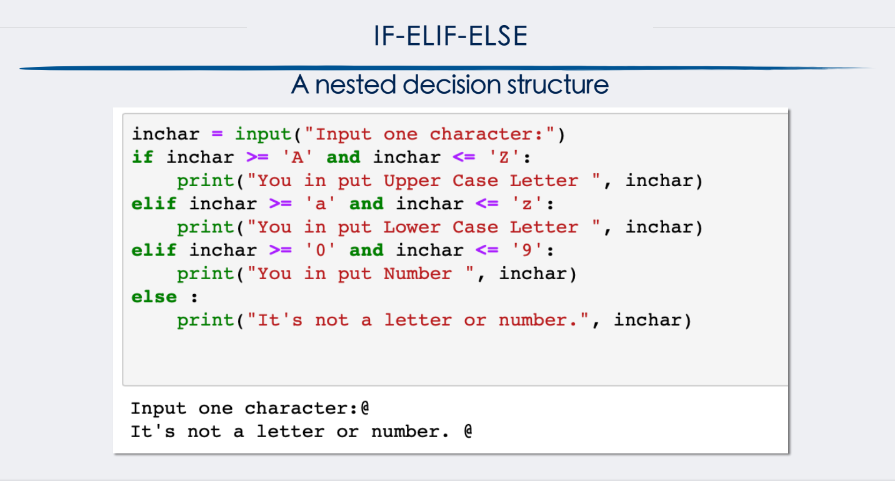 IF-ELIF-ELSE
A nested decision structure
inchar = input("Input one character:")
if inchar >= 'A' and inchar <= 'Z':
    print("You in put Upper Case Letter ", inchar)
elif inchar >= 'a' and inchar <= 'z':
    print("You in put Lower Case Letter ", inchar)
elif inchar >= '0' and inchar <= '9':
    print("You in put Number ", inchar)
else :
    print("It's not a letter or number.", inchar)
Input one character:@
It's not a letter or number. @